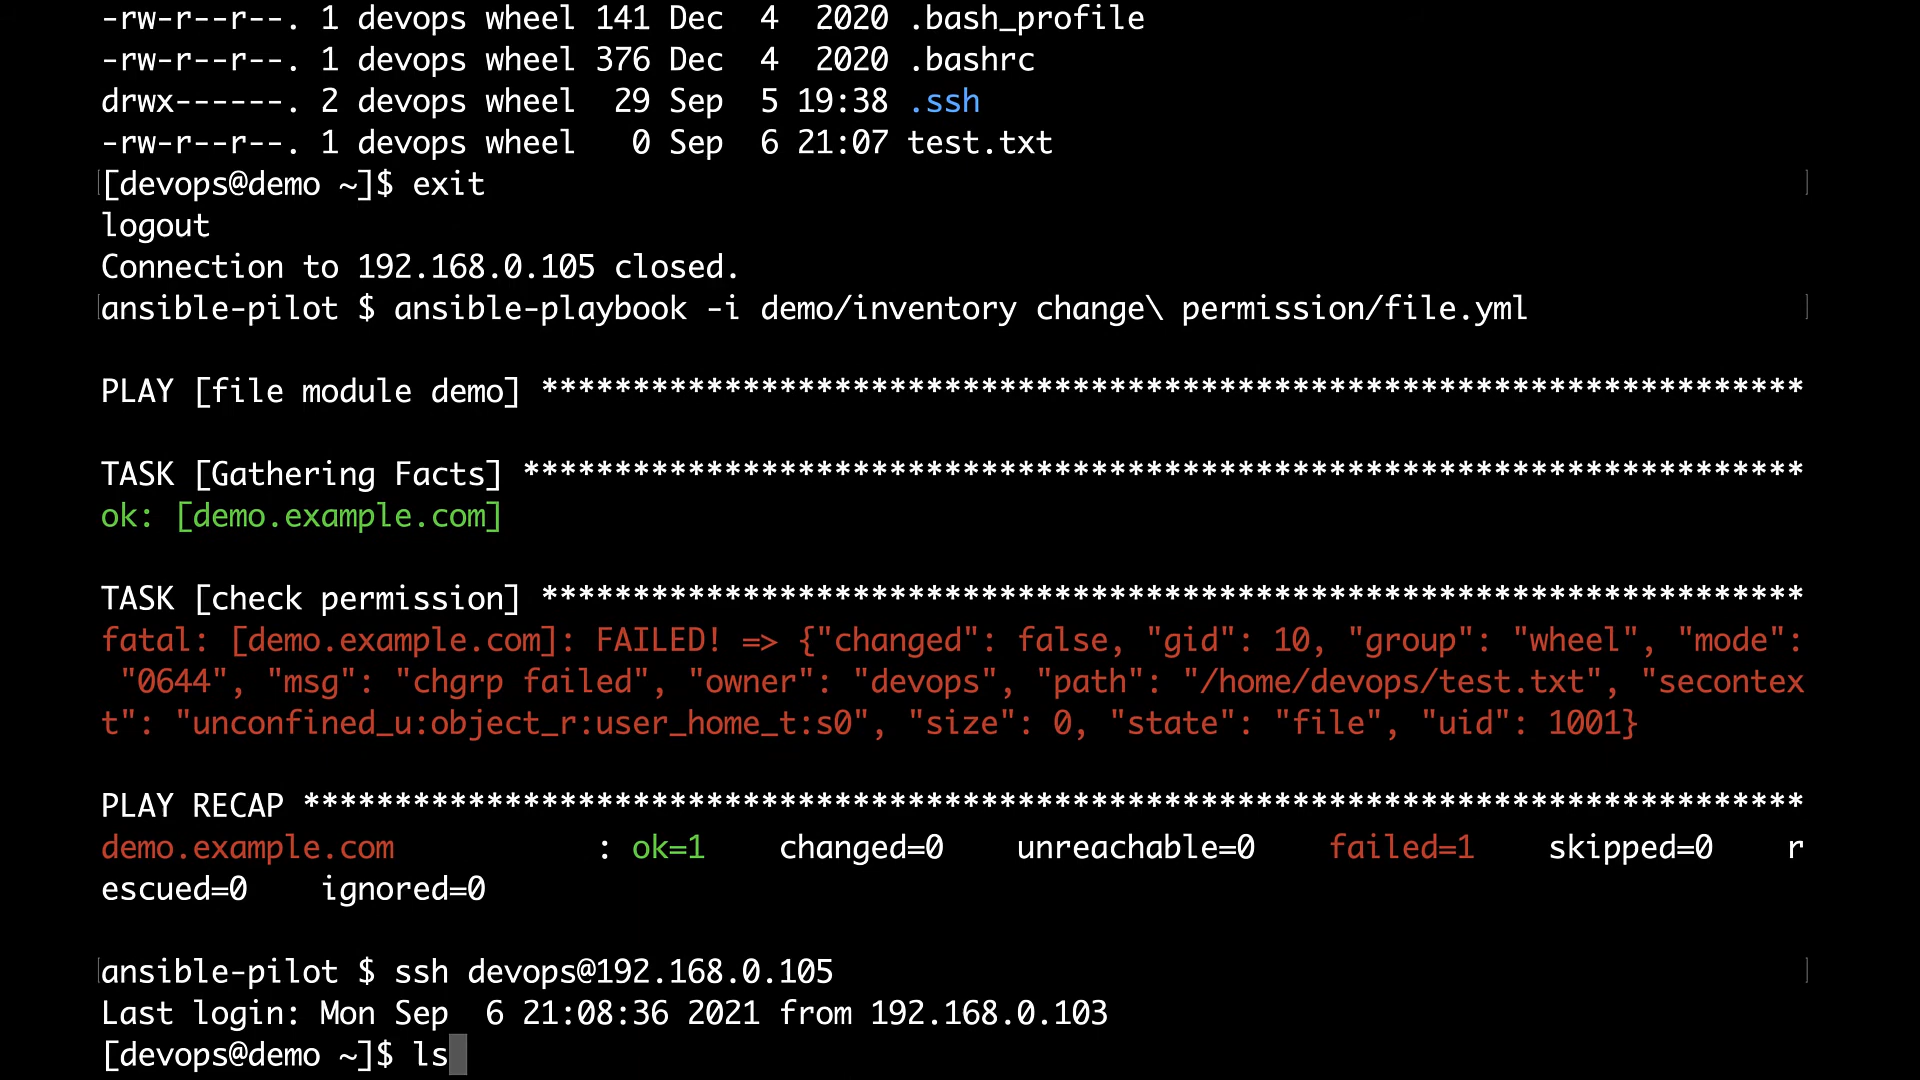 -rw-r--r--. 1 devops wheel 141 Dec  4  2020 .bash_profile
-rw-r--r--. 1 devops wheel 376 Dec  4  2020 .bashrc
drwx------. 2 devops wheel  29 Sep  5 19:38 .ssh
-rw-r--r--. 1 devops wheel   0 Sep  6 21:07 test.txt
[devops@demo ~]$ exit
logout
Connection to 192.168.0.105 closed.
ansible-pilot $ ansible-playbook -i demo/inventory change\ permission/file.yml
PLAY [file module demo] *********************************************************************
TASK [Gathering Facts] **********************************************************************
ok: [demo.example.com]
TASK [check permission] *********************************************************************
fatal: [demo.example.com]: FAILED! => {"changed": false, "gid": 10, "group": "wheel", "mode":
 "0644", "msg": "chgrp failed", "owner": "devops", "path": "/home/devops/test.txt", "secontex
t": "unconfined_u:object_r:user_home_t:s0", "size": 0, "state": "file", "uid": 1001}
PLAY RECAP **********************************************************************************
demo.example.com           : ok=1    changed=0    unreachable=0    failed=1    skipped=0    r
escued=0    ignored=0
ansible-pilot $ ssh devops@192.168.0.105
Last login: Mon Sep  6 21:08:36 2021 from 192.168.0.103
[devops@demo ~]$ ls